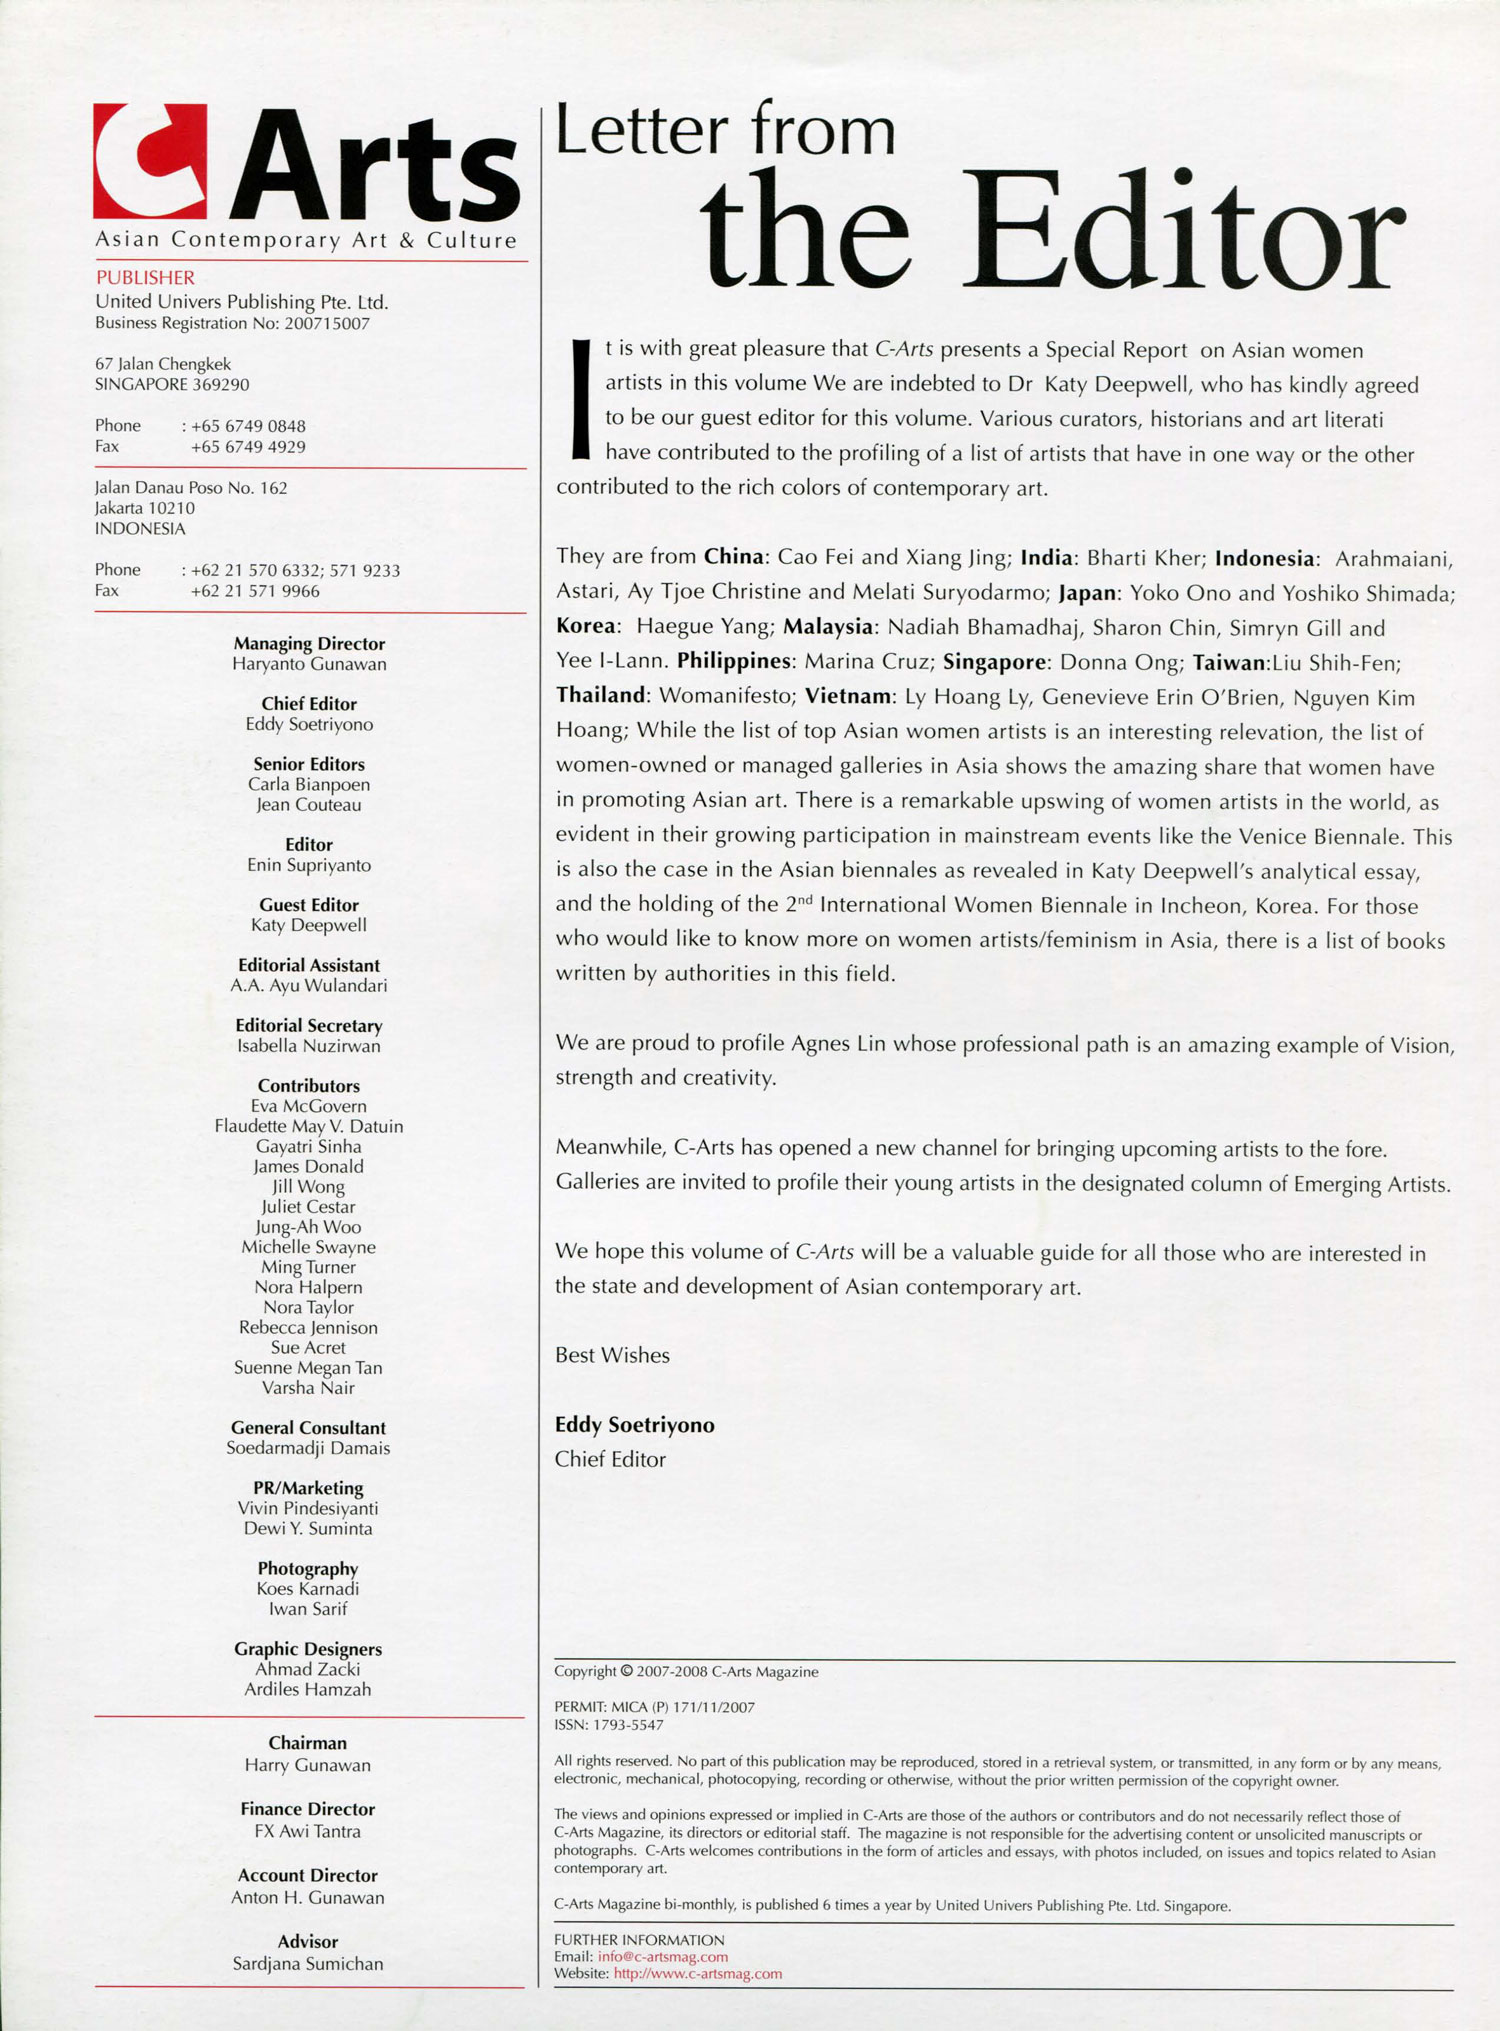 C Arts
Asian Contemporary Art & Culture
PUBLISHER
United Univers Publishing Pte. Ltd.
Business Registration No: 200715007
67 Jalan Chengkek
SINGAPORE 369290
Phone : +65 6749 0848
Fax +65 6749 4929
Jalan Danau Poso No. 162
Jakarta 10210
INDONESIA
Phone : +62 21 570 6332; 571 9233
Fax +62 21 571 9966
Managing Director
Haryanto Gunawan
Chief Editor
Eddy Soetriyono
Senior Editors
Carla Bianpoen
Jean Couteau
Editor
Enin Supriyanto
Guest Editor
Katy Deepwell
Editorial Assistant
A.A. Ayu Wulandari
Editorial Secretary
Isabella Nuzirwan
Contributors
Eva McGovern
Flaudette May V. Datuin
Gayatri Sinha
James Donald
Jill Wong
Juliet Cestar
Jung-Ah Woo
Michelle Swayne
Ming Turner
Nora Halpern
Nora Taylor
Rebecca Jennison
Sue Acret
Suenne Megan Tan
Varsha Nair
General Consultant
Soedarmadji Damais
PR/Marketing
Vivin Pindesiyanti
Dewi Y. Suminta
Photography
Koes Karnadi
Iwan Sarif
Graphic Designers
Ahmad Zacki
Ardiles Hamzah
Chairman
Harry Gunawan
Finance Director
FX Awi Tantra
Account Director
Anton H. Gunawan
Advisor
Sardjana Sumichan
Letter from
the Editor
It is with great pleasure that C-Arts presents a Special Report on Asian women
artists in this volume We are indebted to Dr Katy Deepwell, who has kindly agreed
to be our guest editor for this volume. Various curators, historians and art literati
have contributed to the profiling of a list of artists that have in one way or the other
contributed to the rich colors of contemporary art.
They are from China: Cao Fei and Xiang Jing; India: Bharti Kher; Indonesia: Arahmaiani,
Astari, Ay Tjoe Christine and Melati Suryodarmo; Japan: Yoko Ono and Yoshiko Shimada;
Korea: Haegue Yang; Malaysia: Nadiah Bhamadhaj, Sharon Chin, Simryn Gill and
Yee I-Lann. Philippines: Marina Cruz; Singapore: Donna Ong; Taiwan:Liu Shih-Fen;
Thailand: Womanifesto; Vietnam: Ly Hoang Ly, Genevieve Erin O'Brien, Nguyen Kim
Hoang; While the list of top Asian women artists is an interesting relevation, the list of
women-owned or managed galleries in Asia shows the amazing share that women have
in promoting Asian art. There is a remarkable upswing of women artists in the world, as
evident in their growing participation in mainstream events like the Venice Biennale. This
is also the case in the Asian biennales as revealed in Katy Deepwell's analytical essay,
and the holding of the 2nd International Women Biennale in Incheon, Korea. For those
who would like to know more on women artists/feminism in Asia, there is a list of books
written by authorities in this field.
We are proud to profile Agnes Lin whose professional path is an amazing example of Vision,
strength and creativity.
Meanwhile, C-Arts has opened a new channel for bringing upcoming artists to the fore.
Galleries are invited to profile their young artists in the designated column of Emerging Artists.
We hope this volume of C-Arts will be a valuable guide for all those who are interested in
the state and development of Asian contemporary art.
Best Wishes
Eddy Soetriyono
Chief Editor
Copyright © 2007-2008 C-Arts Magazine
PERMIT: MICA (P) 171/11/2007
ISSN: 1793-5547
All rights reserved. No part of this publication may be reproduced, stored in a retrieval system, or transmitted, in any form or by any means,
electronic, mechanical, photocopying, recording or otherwise, without the prior written permission of the copyright owner.
The views and opinions expressed or implied in C-Arts are those of the authors or contributors and do not necessarily reflect those of
C-Arts Magazine, its directors or editorial staff. The magazine is not responsible for the advertising content or unsolicited manuscripts or
photographs. C-Arts welcomes contributions in the form of articles and essays, with photos included, on issues and topics related to Asian
contemporary art.
C-Arts Magazine bi-monthly, is published 6 times a year by United Univers Publishing Pte. Ltd. Singapore.
FURTHER INFORMATION
Email: info@c-artsmag.com
Website: http://www.c-artsmag.com